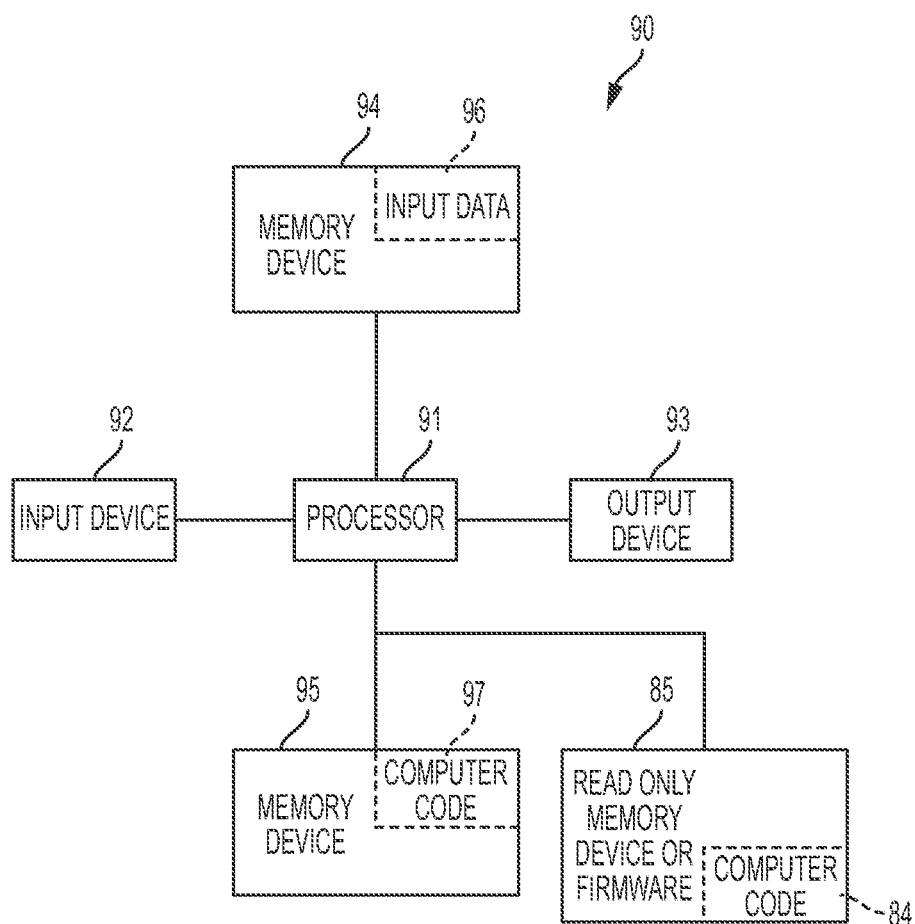 90
94
96
MEMORY
DEVICE
INPUT DATA
92
91
93
INPUT DEVICE
PROCESSOR
OUTPUT
DEVICE
95
97
85
MEMORY
DEVICE
COMPUTER
CODE
READ ONLY
MEMORY
DEVICE OR
FIRMWARE
COMPUTER
CODE
84